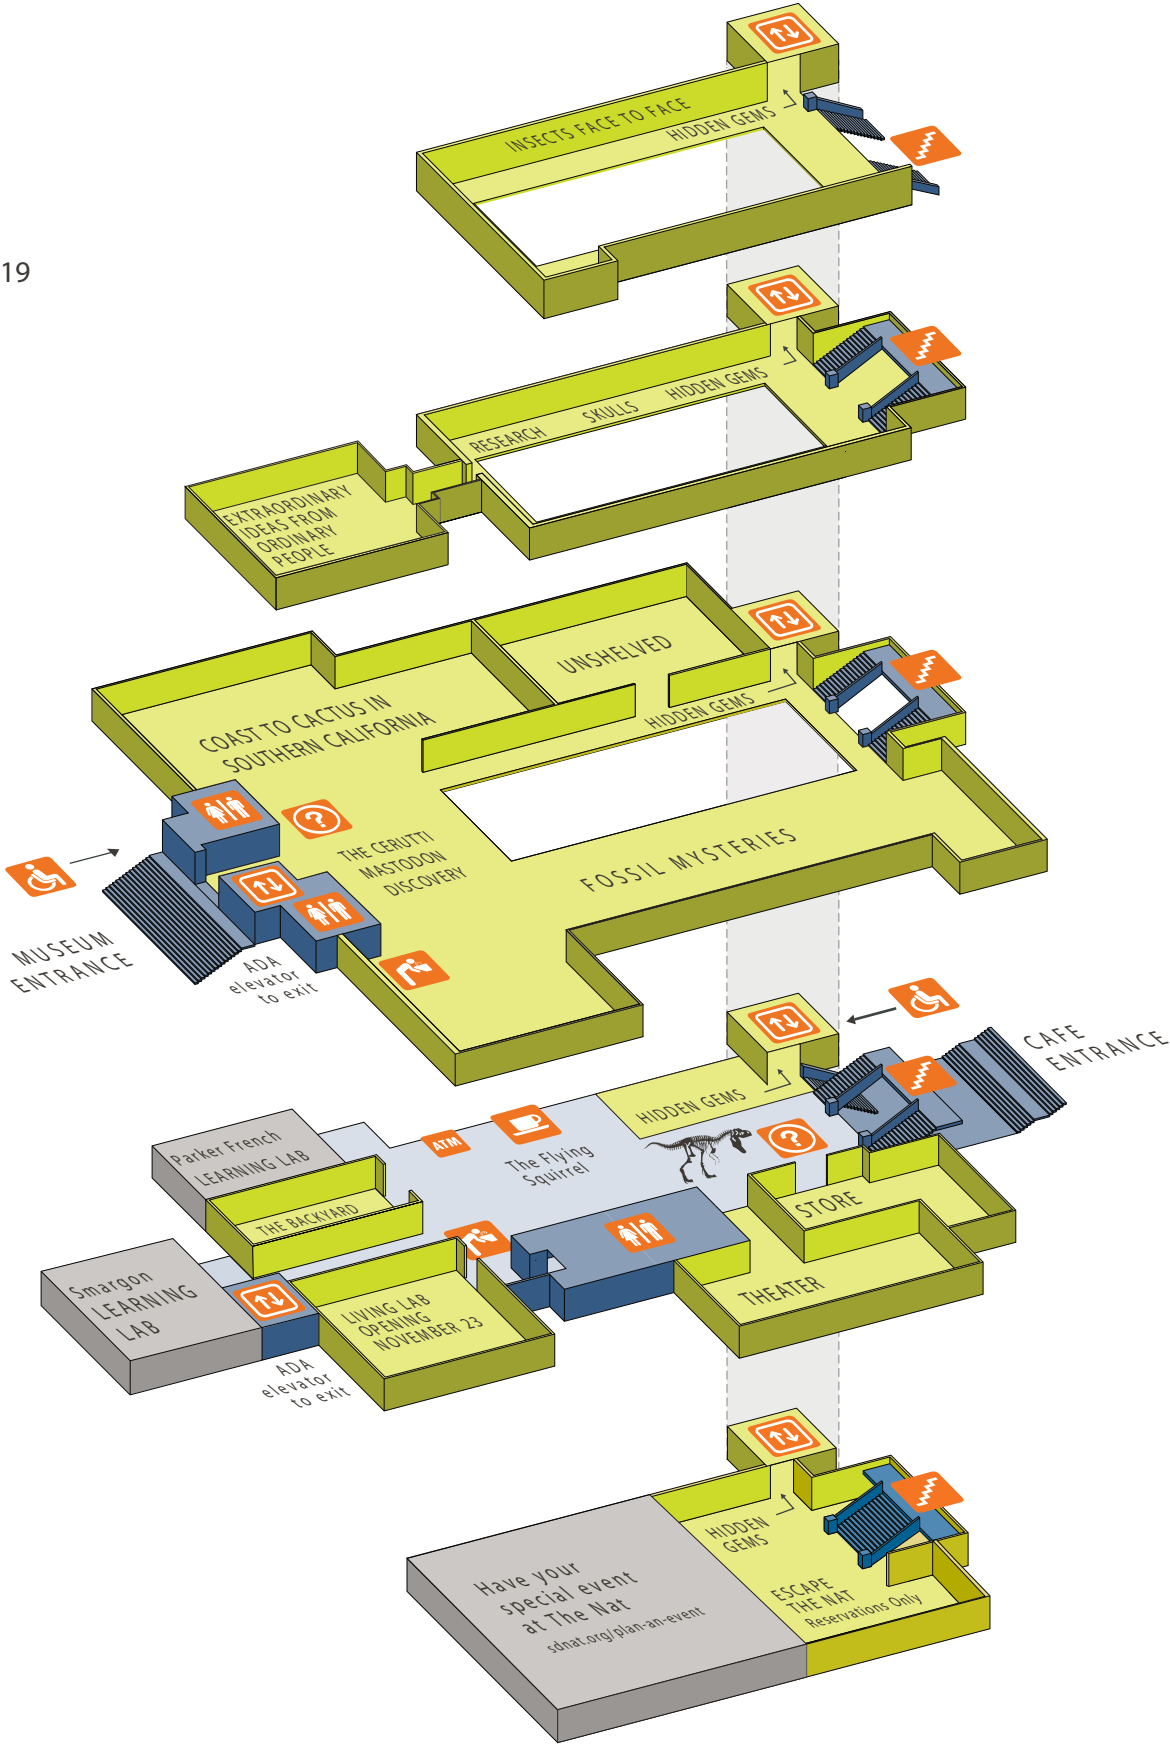 INSECTS FACE TO FACE
HIDDEN GEMS
19
RESEARCH
SKULLS
HIDDEN GEMS
EXTRAORDINARY
IDEAS FROM
ORDINARY
PEOPLE
UNSHELVED
COAST TO CACTUS IN
SOUTHERN CALIFORNIA
HIDDEN GEMS
?
THE CERUTTI
MASTODON
DISCOVERY
FOSSIL MYSTERIES
MUSEUM
ENTRANCE
ADA
elevator
to exit
CAFE
ENTRANCE
HIDDEN GEMS
Parker French
LEARNING LAB
ATM
The Flying
Squirrel
?
THE BACKYARD
STORE
Smargon
LEARNING
LAB
LIVING LAB
OPENING
NOVEMBER 23
THEATER
ADA
elevator
to exit
HIDDEN
GEMS
Have your
special event
at The Nat
sdnat.org/plan-an-event
ESCAPE
THE NAT
Reservations Only